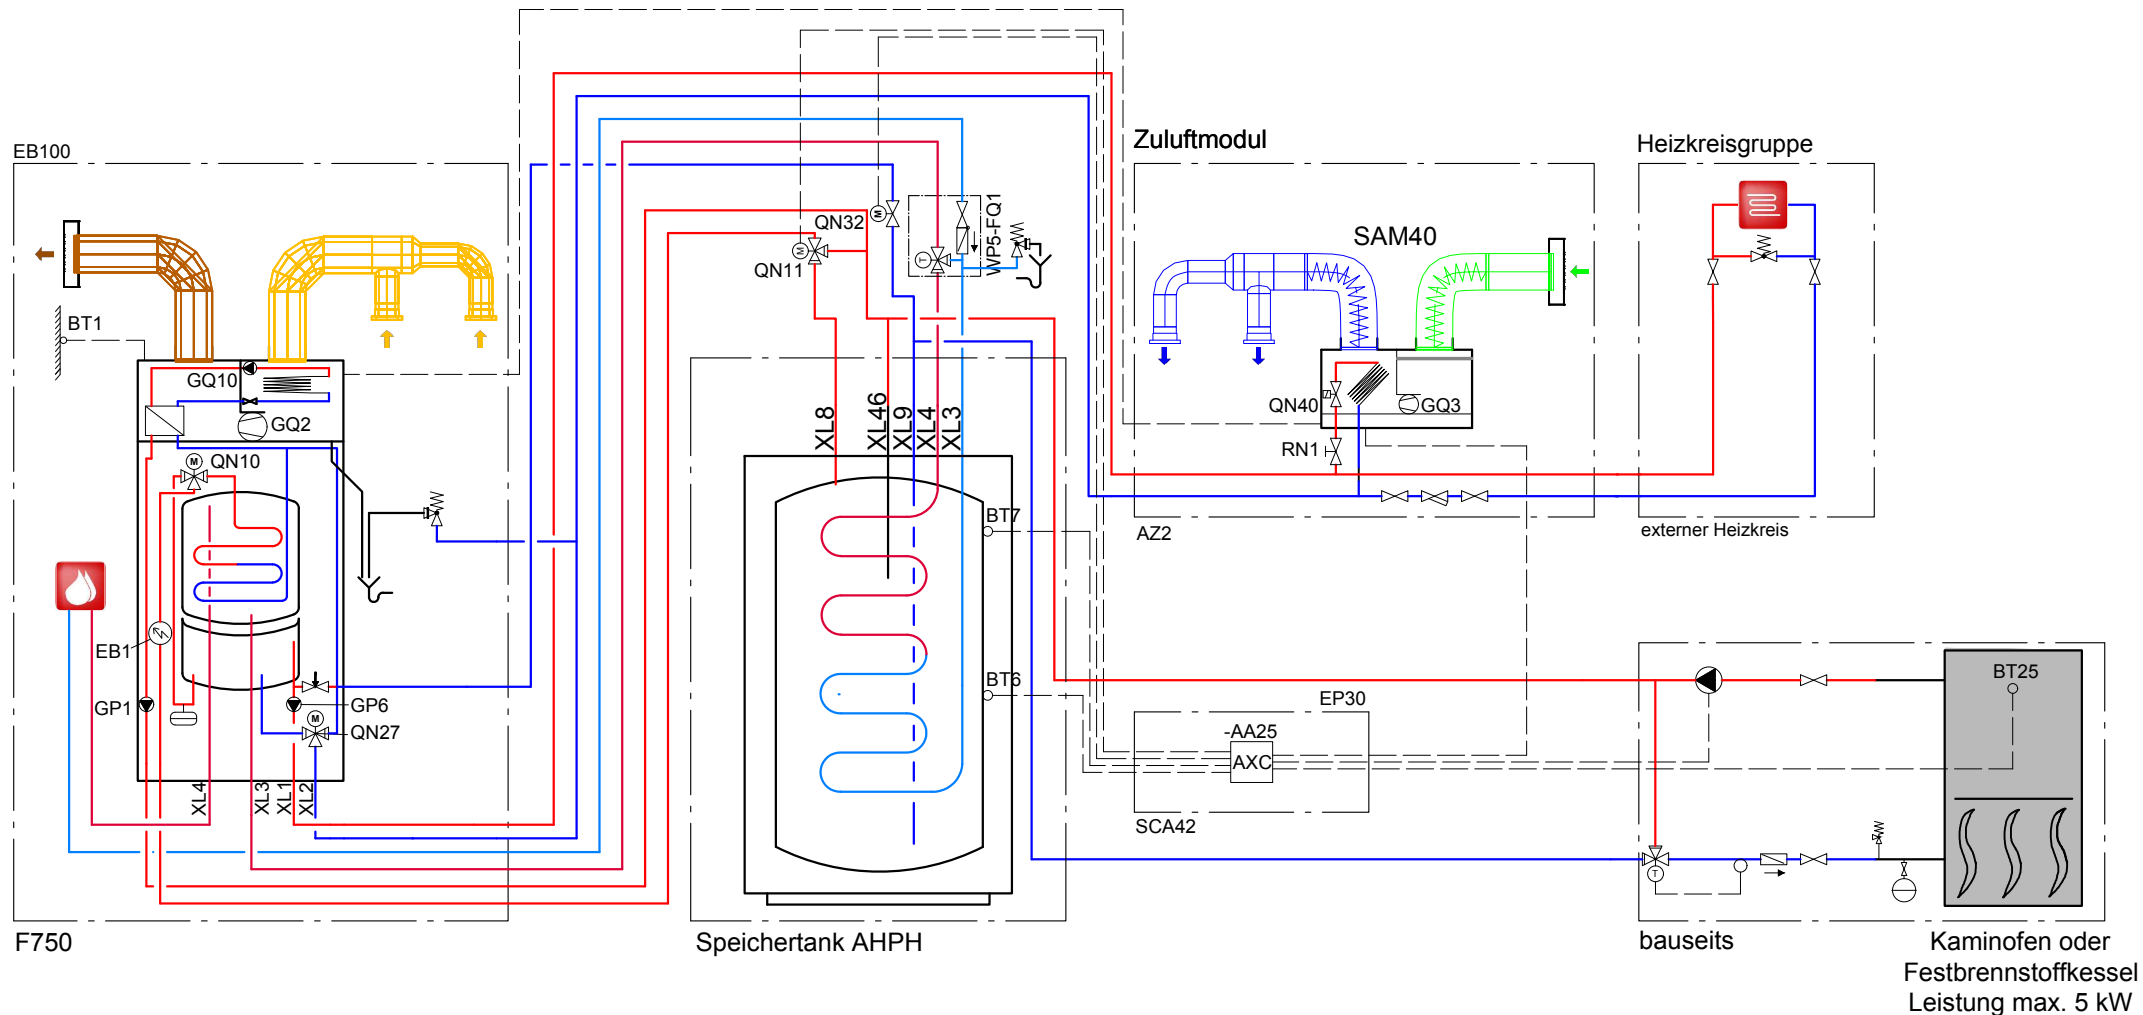 EB100
BT1
GQ10
GQ2
M
QN10
EB1
GP1
GP6
M
QN27
XL4
XL3
XL1
XL2
F750
M
QN32
M
QN11
T
WP5-FQ1
XL8
XL46
XL9
XL4
XL3
BT7
BT6
Speichertank AHPH
Zuluftmodul
SAM40
QN40
GQ3
RN1
AZ2
Heizkreisgruppe
externer Heizkreis
EP30
-AA25
AXC
SCA42
BT25
T
bauseits
Kaminofen oder
Festbrennstoffkessel
Leistung max. 5 kW